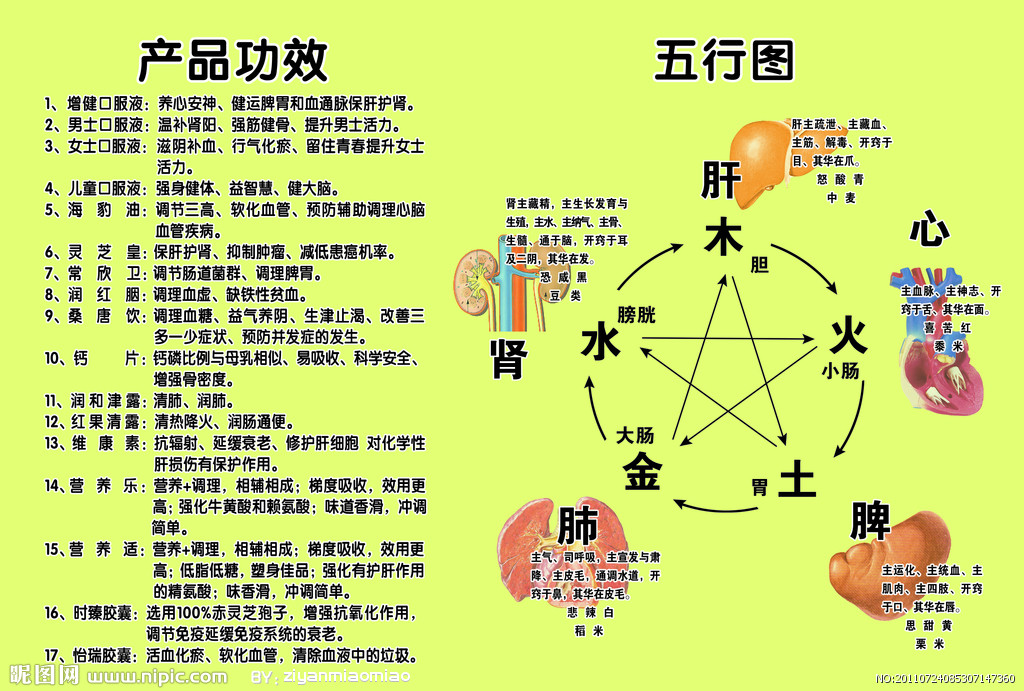 产品功效
1、增健口服液：养心安神、健运脾胃和血通脉保肝护肾。
2、男士口服液：温补肾阳、强筋健骨、提升男士活力。
3、女士口服液：滋阴补血、行气化瘀、留住青春提升女士
活力。
4、儿童口服液：强身健体、益智慧、健大脑。
5、海豹油：调节三高、软化血管、预防辅助调理心脑
血管疾病。
6、灵芝皇：保肝护肾、抑制肿瘤、减低患癌机率。
7、常欣卫：调节肠道菌群、调理脾胃。
8、润红胭：调理血虚、缺铁性贫血。
9、桑唐饮：调理血糖、益气养阴、生津止渴、改善三
多一少症状、预防并发症的发生。
10、钙片：钙磷比例与母乳相似、易吸收、科学安全、
增强骨密度。
11、润和津露：清肺、润肺。
12、红果清露：清热降火、润肠通便。
13、维康素：抗辐射、延缓衰老、修护肝细胞 对化学性
肝损伤有保护作用。
14、营养乐：营养+调理，相辅相成；梯度吸收，效用更
高；强化牛黄酸和赖氨酸；味道香滑，冲调
简单。
15、营养适：营养+调理，相辅相成；梯度吸收，效用更
高；低脂低糖，塑身佳品；强化有护肝作用
的精氨酸；味香滑，冲调简单。
16、时臻胶囊：选用100%赤灵芝孢子，增强抗氧化作用，
调节免疫延缓免疫系统的衰老。
17、怡瑞胶囊：活血化瘀、软化血管，清除血液中的垃圾。
五行图
肝
肝主疏泄、主藏血、
主筋、解毒、开窍于
目、其华在爪。
怒 酸 青
中 麦
木
胆
心
主血脉、主神志、开
窍于舌、其华在面。
喜 苦 红
黍 米
火
小肠
肾主藏精，主生长发育与
生殖，主水、主纳气、主骨、
生髓、通于脑，开窍于耳
及二阴，其华在发。
恐 咸 黑
豆 类
肾
膀胱
水
大肠
金
胃
土
肺
主气、司呼吸，主宣发与肃
降、主皮毛，通调水道，开
窍于鼻，其华在皮毛。
悲 辣 白
稻 米
脾
主运化、主统血、主
肌肉、主四肢、开窍
于口、其华在唇。
思 甜 黄
栗 米
昵图网 www.nipic.com
BY: ziyanmiaomiao
NO:20110724085307147360